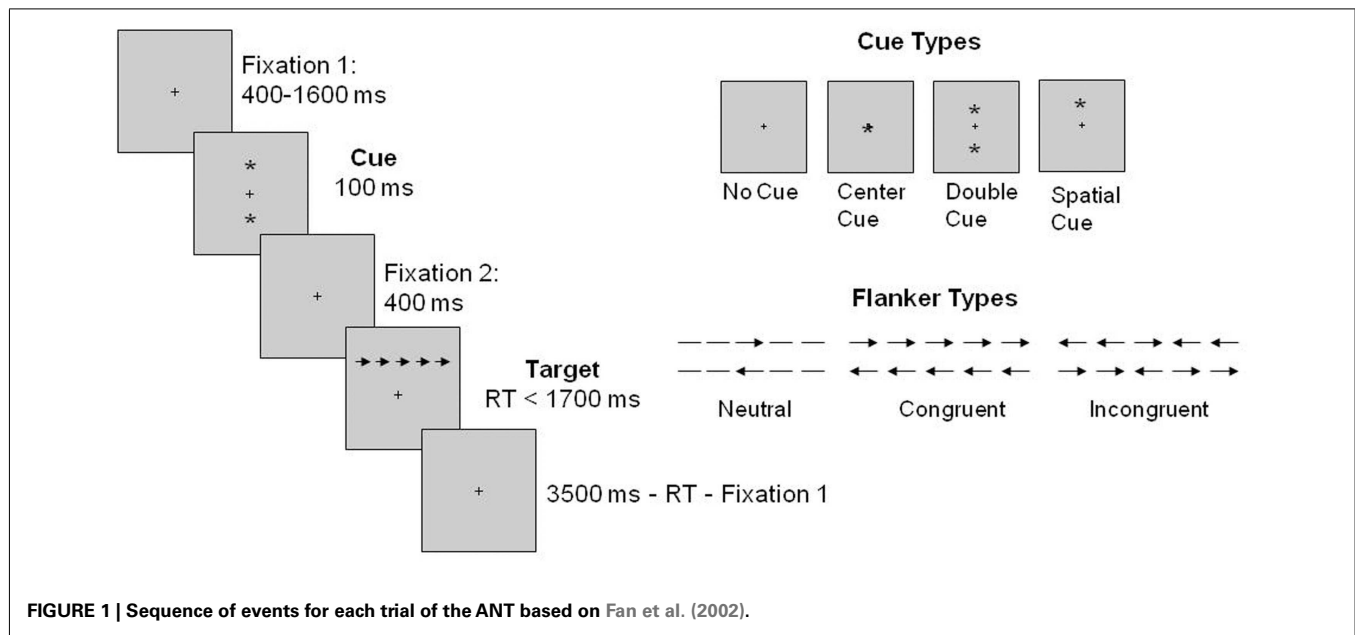 Fixation 1:
400-1600 ms
Cue
100 ms
Fixation 2:
400 ms
Target
RT < 1700 ms
3500 ms - RT - Fixation 1
Cue Types
No Cue
Center
Cue
Double
Cue
Spatial
Cue
Flanker Types
Neutral
Congruent
Incongruent
FIGURE 1 | Sequence of events for each trial of the ANT based on Fan et al. (2002).